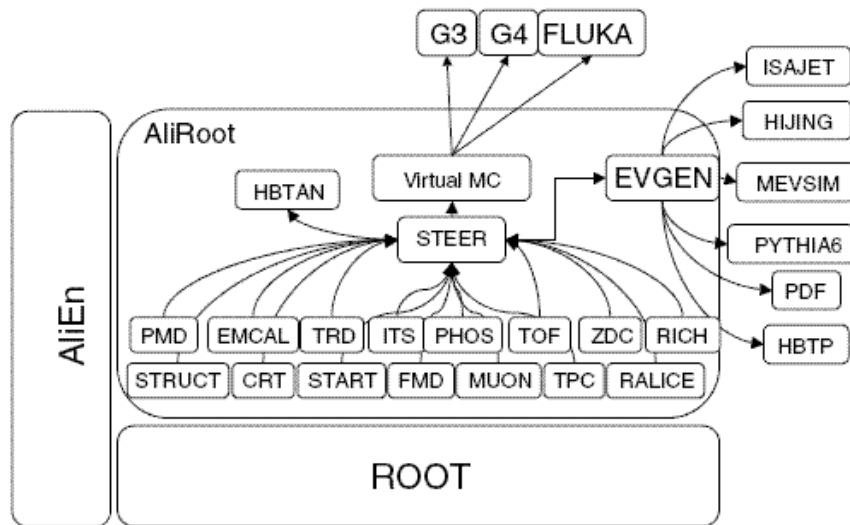 G3 G4 FLUKA
ISAJET
HIJING
AliRoot
Virtual MC
EVGEN
MEVSIM
HBTAN
STEER
PYTHIA6
PDF
PMD EMCAL TRD ITS PHOS TOF ZDC RICH
HBTP
STRUCT CRT START FMD MUON TPC RALICE
AliEn
ROOT